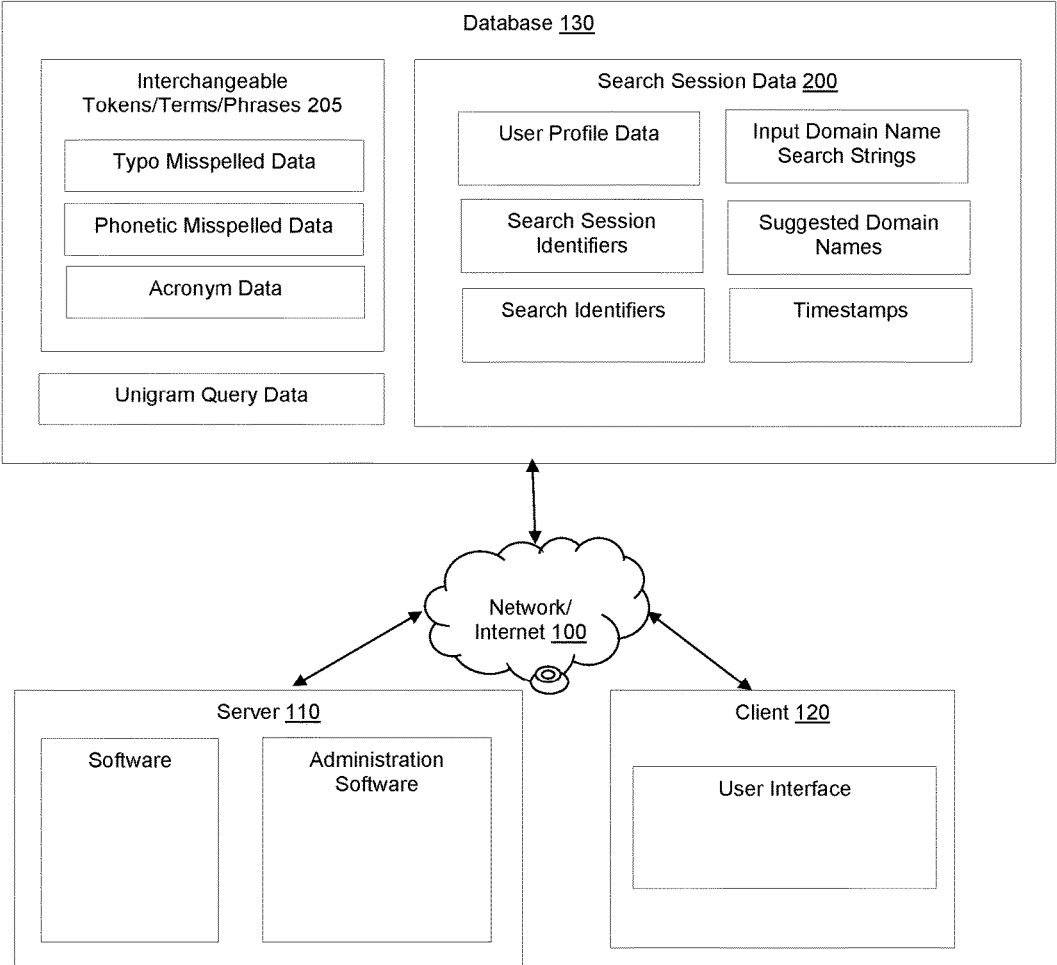 Database 130
Interchangeable
Tokens/Terms/Phrases 205
Typo Misspelled Data
Phonetic Misspelled Data
Acronym Data
Unigram Query Data
Search Session Data 200
User Profile Data
Input Domain Name
Search Strings
Search Session
Identifiers
Suggested Domain
Names
Search Identifiers
Timestamps
Network/
Internet 100
Server 110
Software
Administration
Software
Client 120
User Interface